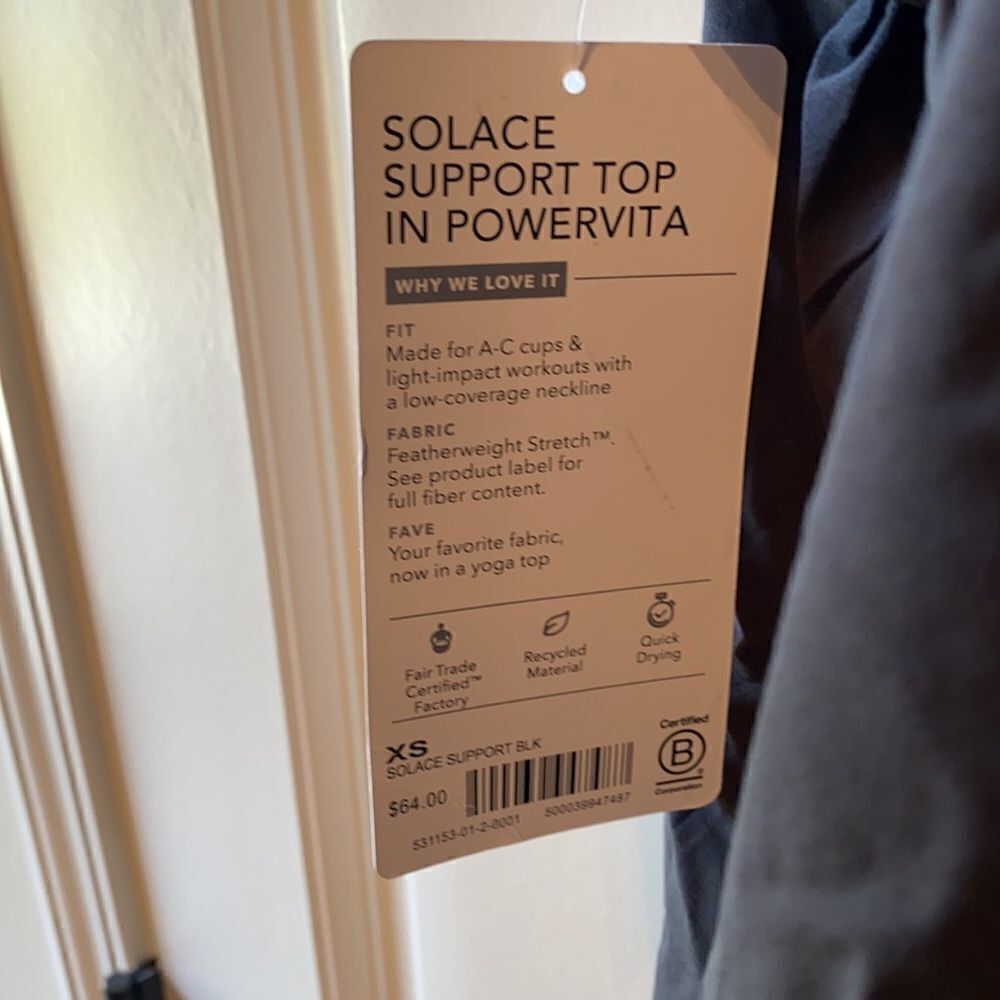 SOLACE
SUPPORT TOP
IN POWERVITA
WHY WE LOVE IT
FIT
Made for A-C cups &
light-impact workouts with
a low-coverage neckline
FABRIC
Featherweight Stretch™.
See product label for
full fiber content.
FAVE
Your favorite fabric,
now in a yoga top
Fair Trade
Certified™
Factory
Recycled
Material
Quick
Drying
XS
SOLACE SUPPORT BLK
$64.00
531153-01-2-0001 500039947487
Certified
B
®
Corporation